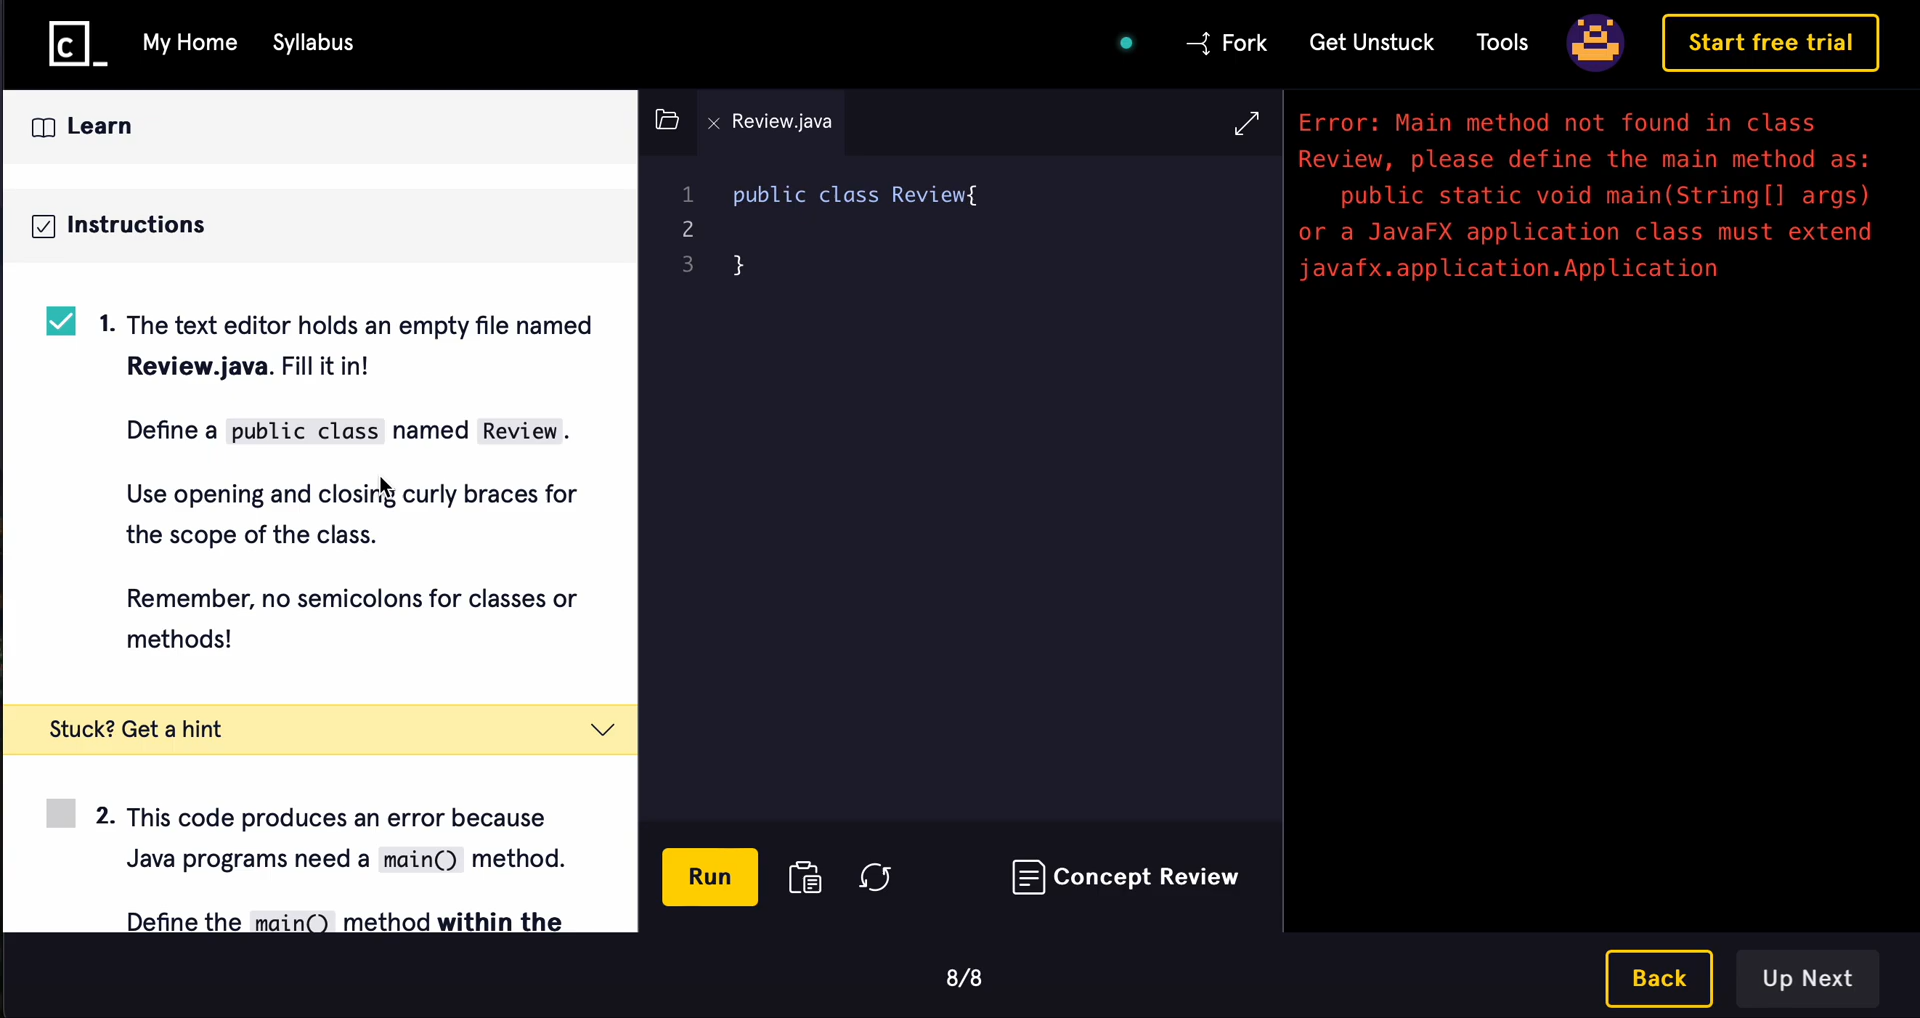 c
My Home
Syllabus
Fork
Get Unstuck
Tools
Start free trial
Learn
Instructions
1. The text editor holds an empty file named
Review.java. Fill it in!
Define a public class named Review.
Use opening and closing curly braces for
the scope of the class.
Remember, no semicolons for classes or
methods!
Stuck? Get a hint
2. This code produces an error because
Java programs need a main() method.
Define the main() method within the
Review.java
1 public class Review{
2
3 }
Run
Concept Review
Error: Main method not found in class
Review, please define the main method as:
public static void main(String[] args)
or a JavaFX application class must extend
javafx.application.Application
8/8
Back
Up Next